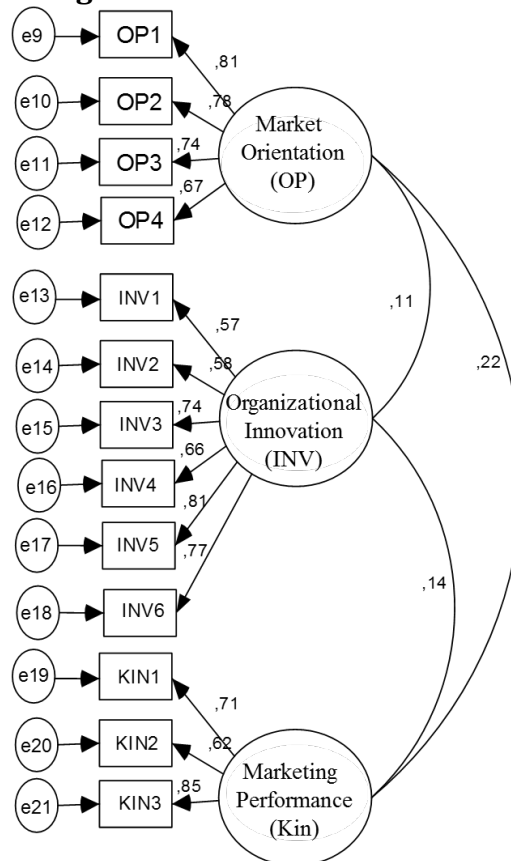 e9
OP1
,81
e10
OP2
,78
e11
OP3
,74
e12
OP4
,67
Market
Orientation
(OP)
,11
,22
e13
INV1
,57
e14
INV2
,58
e15
INV3
,74
e16
INV4
,66
e17
INV5
,81
e18
INV6
,77
Organizational
Innovation
(INV)
,14
e19
KIN1
,71
e20
KIN2
,62
e21
KIN3
,85
Marketing
Performance
(Kin)